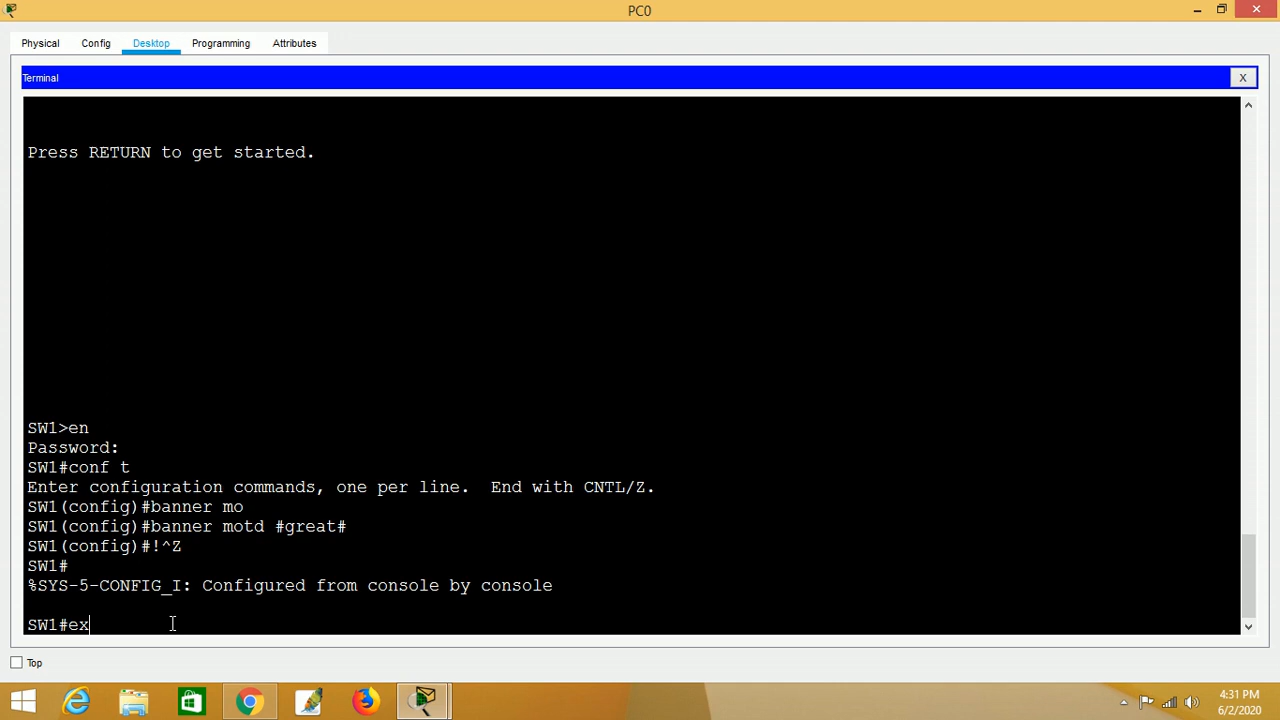 PC0
Physical Config Desktop Programming Attributes
Terminal X
Press RETURN to get started.
SW1>en
Password:
SW1#conf t
Enter configuration commands, one per line.  End with CNTL/Z.
SW1(config)#banner mo
SW1(config)#banner motd #great#
SW1(config)#!^Z
SW1#
%SYS-5-CONFIG_I: Configured from console by console
SW1#ex
Top
4:31 PM
6/2/2020